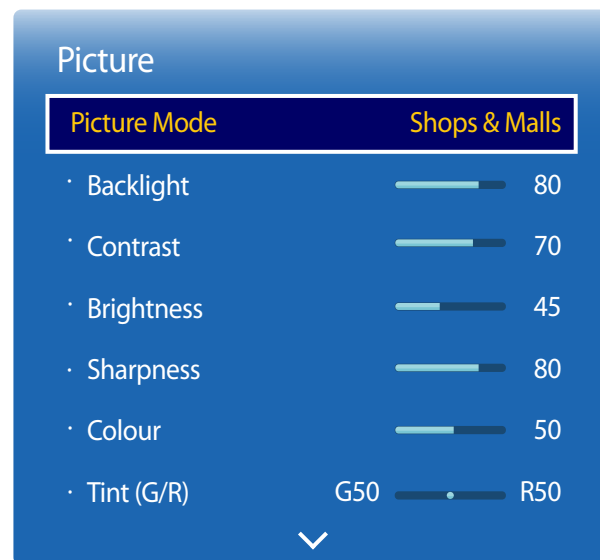 Picture
Picture Mode Shops & Malls
· Backlight 80
· Contrast 70
· Brightness 45
· Sharpness 80
· Colour 50
· Tint (G/R) G50 R50